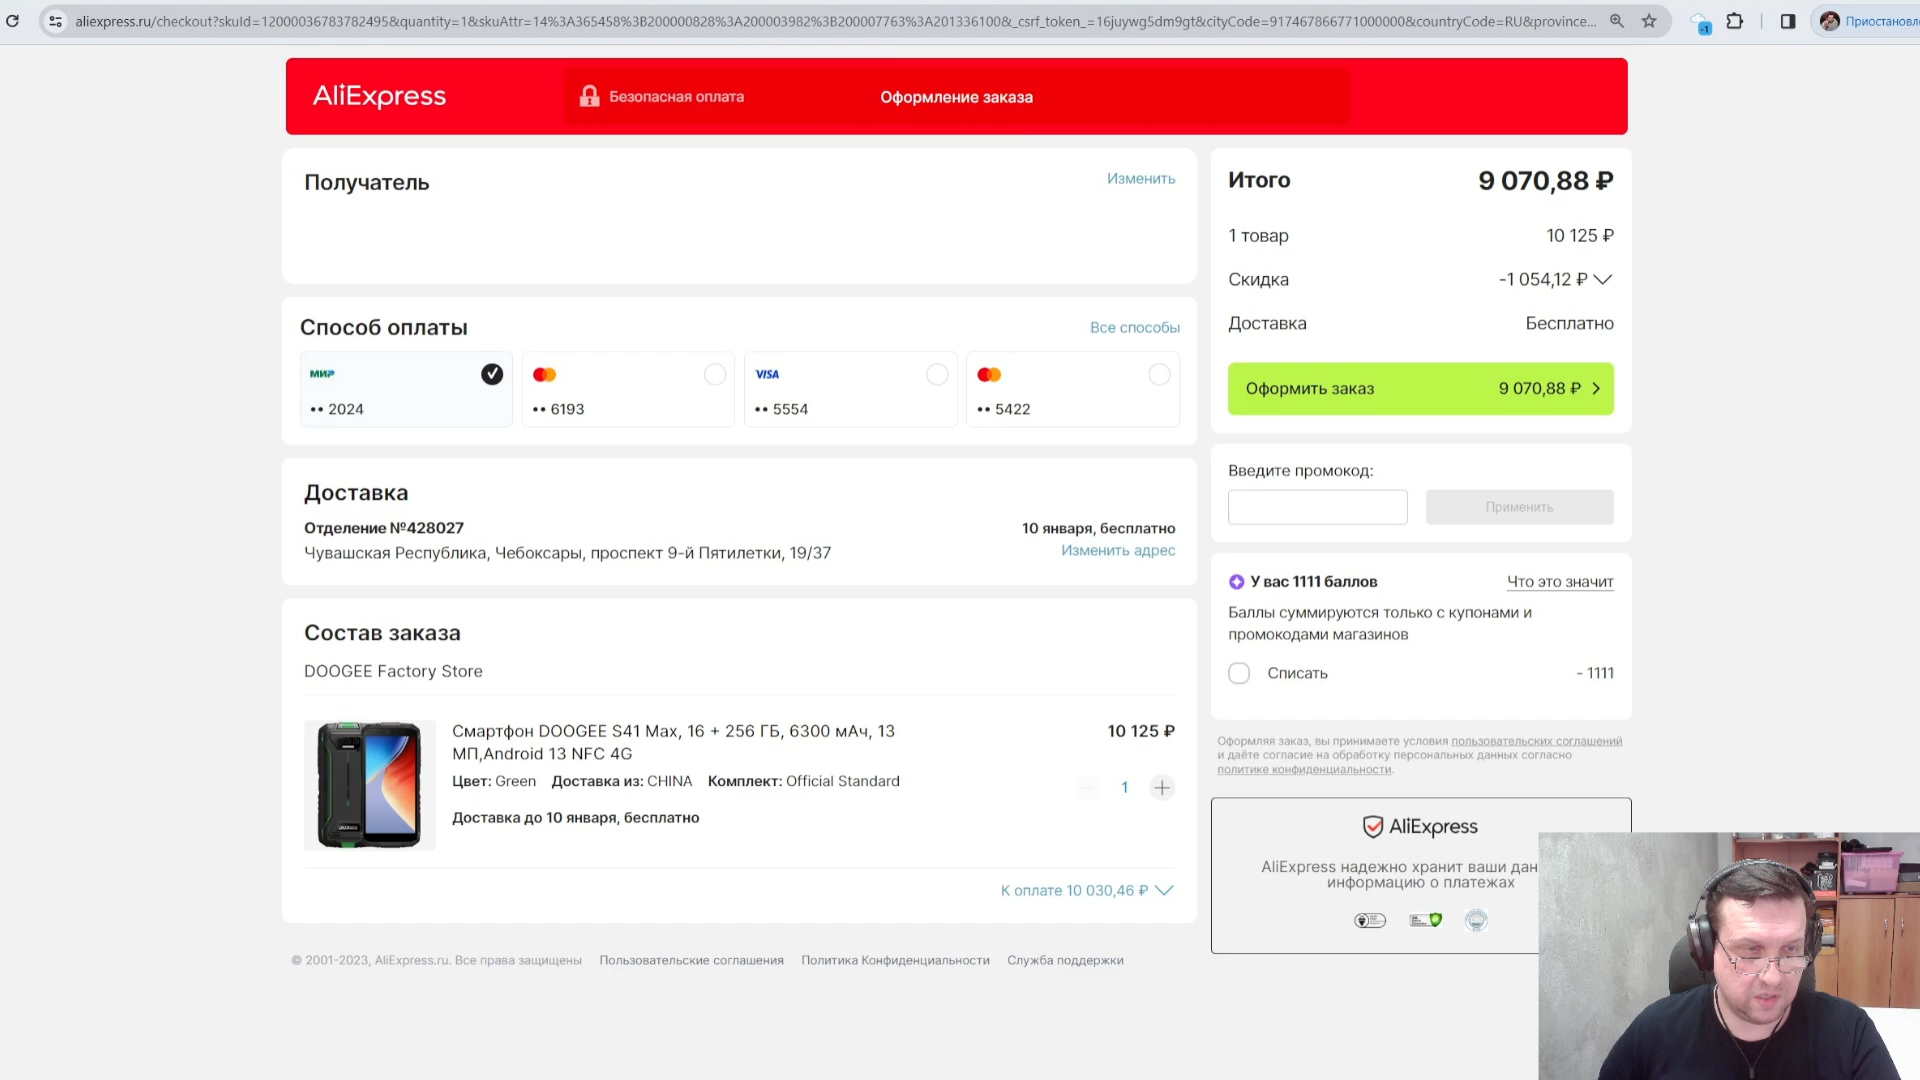 aliexpress.ru/checkout?skuId=12000036783782495&quantity=1&skuAttr=14%3A365458%3B200000828%3A200003982%3B200007763%3A201336100&_csrf_token_=16juywg5dm9gt&cityCode=917467866771000000&countryCode=RU&province...
-1
Приостановле
AliExpress
Безопасная оплата
Оформление заказа
Получатель
Изменить
Способ оплаты
Все способы
МИР
VISA
•• 2024
•• 6193
•• 5554
•• 5422
Доставка
Отделение №428027
10 января, бесплатно
Чувашская Республика, Чебоксары, проспект 9-й Пятилетки, 19/37
Изменить адрес
Состав заказа
DOOGEE Factory Store
Смартфон DOOGEE S41 Max, 16 + 256 ГБ, 6300 мАч, 13
МП,Android 13 NFC 4G
10 125 ₽
Цвет: Green Доставка из: CHINA Комплект: Official Standard
1
Доставка до 10 января, бесплатно
К оплате 10 030,46 ₽
Итого
9 070,88 ₽
1 товар
10 125 ₽
Скидка
-1 054,12 ₽
Доставка
Бесплатно
Оформить заказ
9 070,88 ₽
Введите промокод:
Применить
У вас 1111 баллов
Что это значит
Баллы суммируются только с купонами и
промокодами магазинов
Списать
- 1111
Оформляя заказ, вы принимаете условия пользовательских соглашений
и даёте согласие на обработку персональных данных согласно
политике конфиденциальности.
AliExpress
AliExpress надежно хранит ваши дан
информацию о платежах
© 2001-2023, AliExpress.ru. Все права защищены
Пользовательские соглашения
Политика Конфиденциальности
Служба поддержки